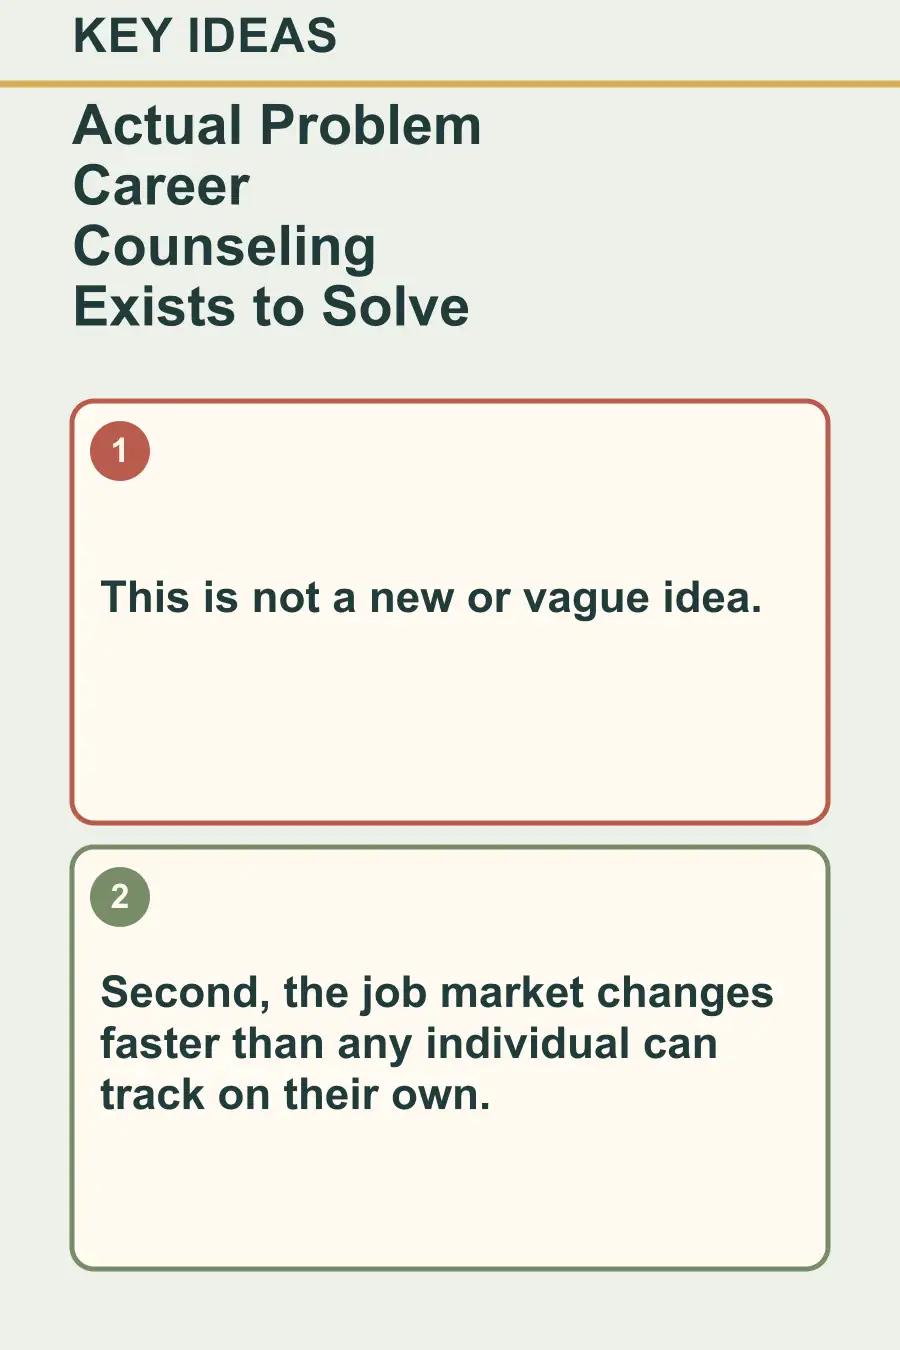 KEY IDEAS
Actual Problem
Career
Counseling
Exists to Solve
1
This is not a new or vague idea.
2
Second, the job market changes
faster than any individual can
track on their own.